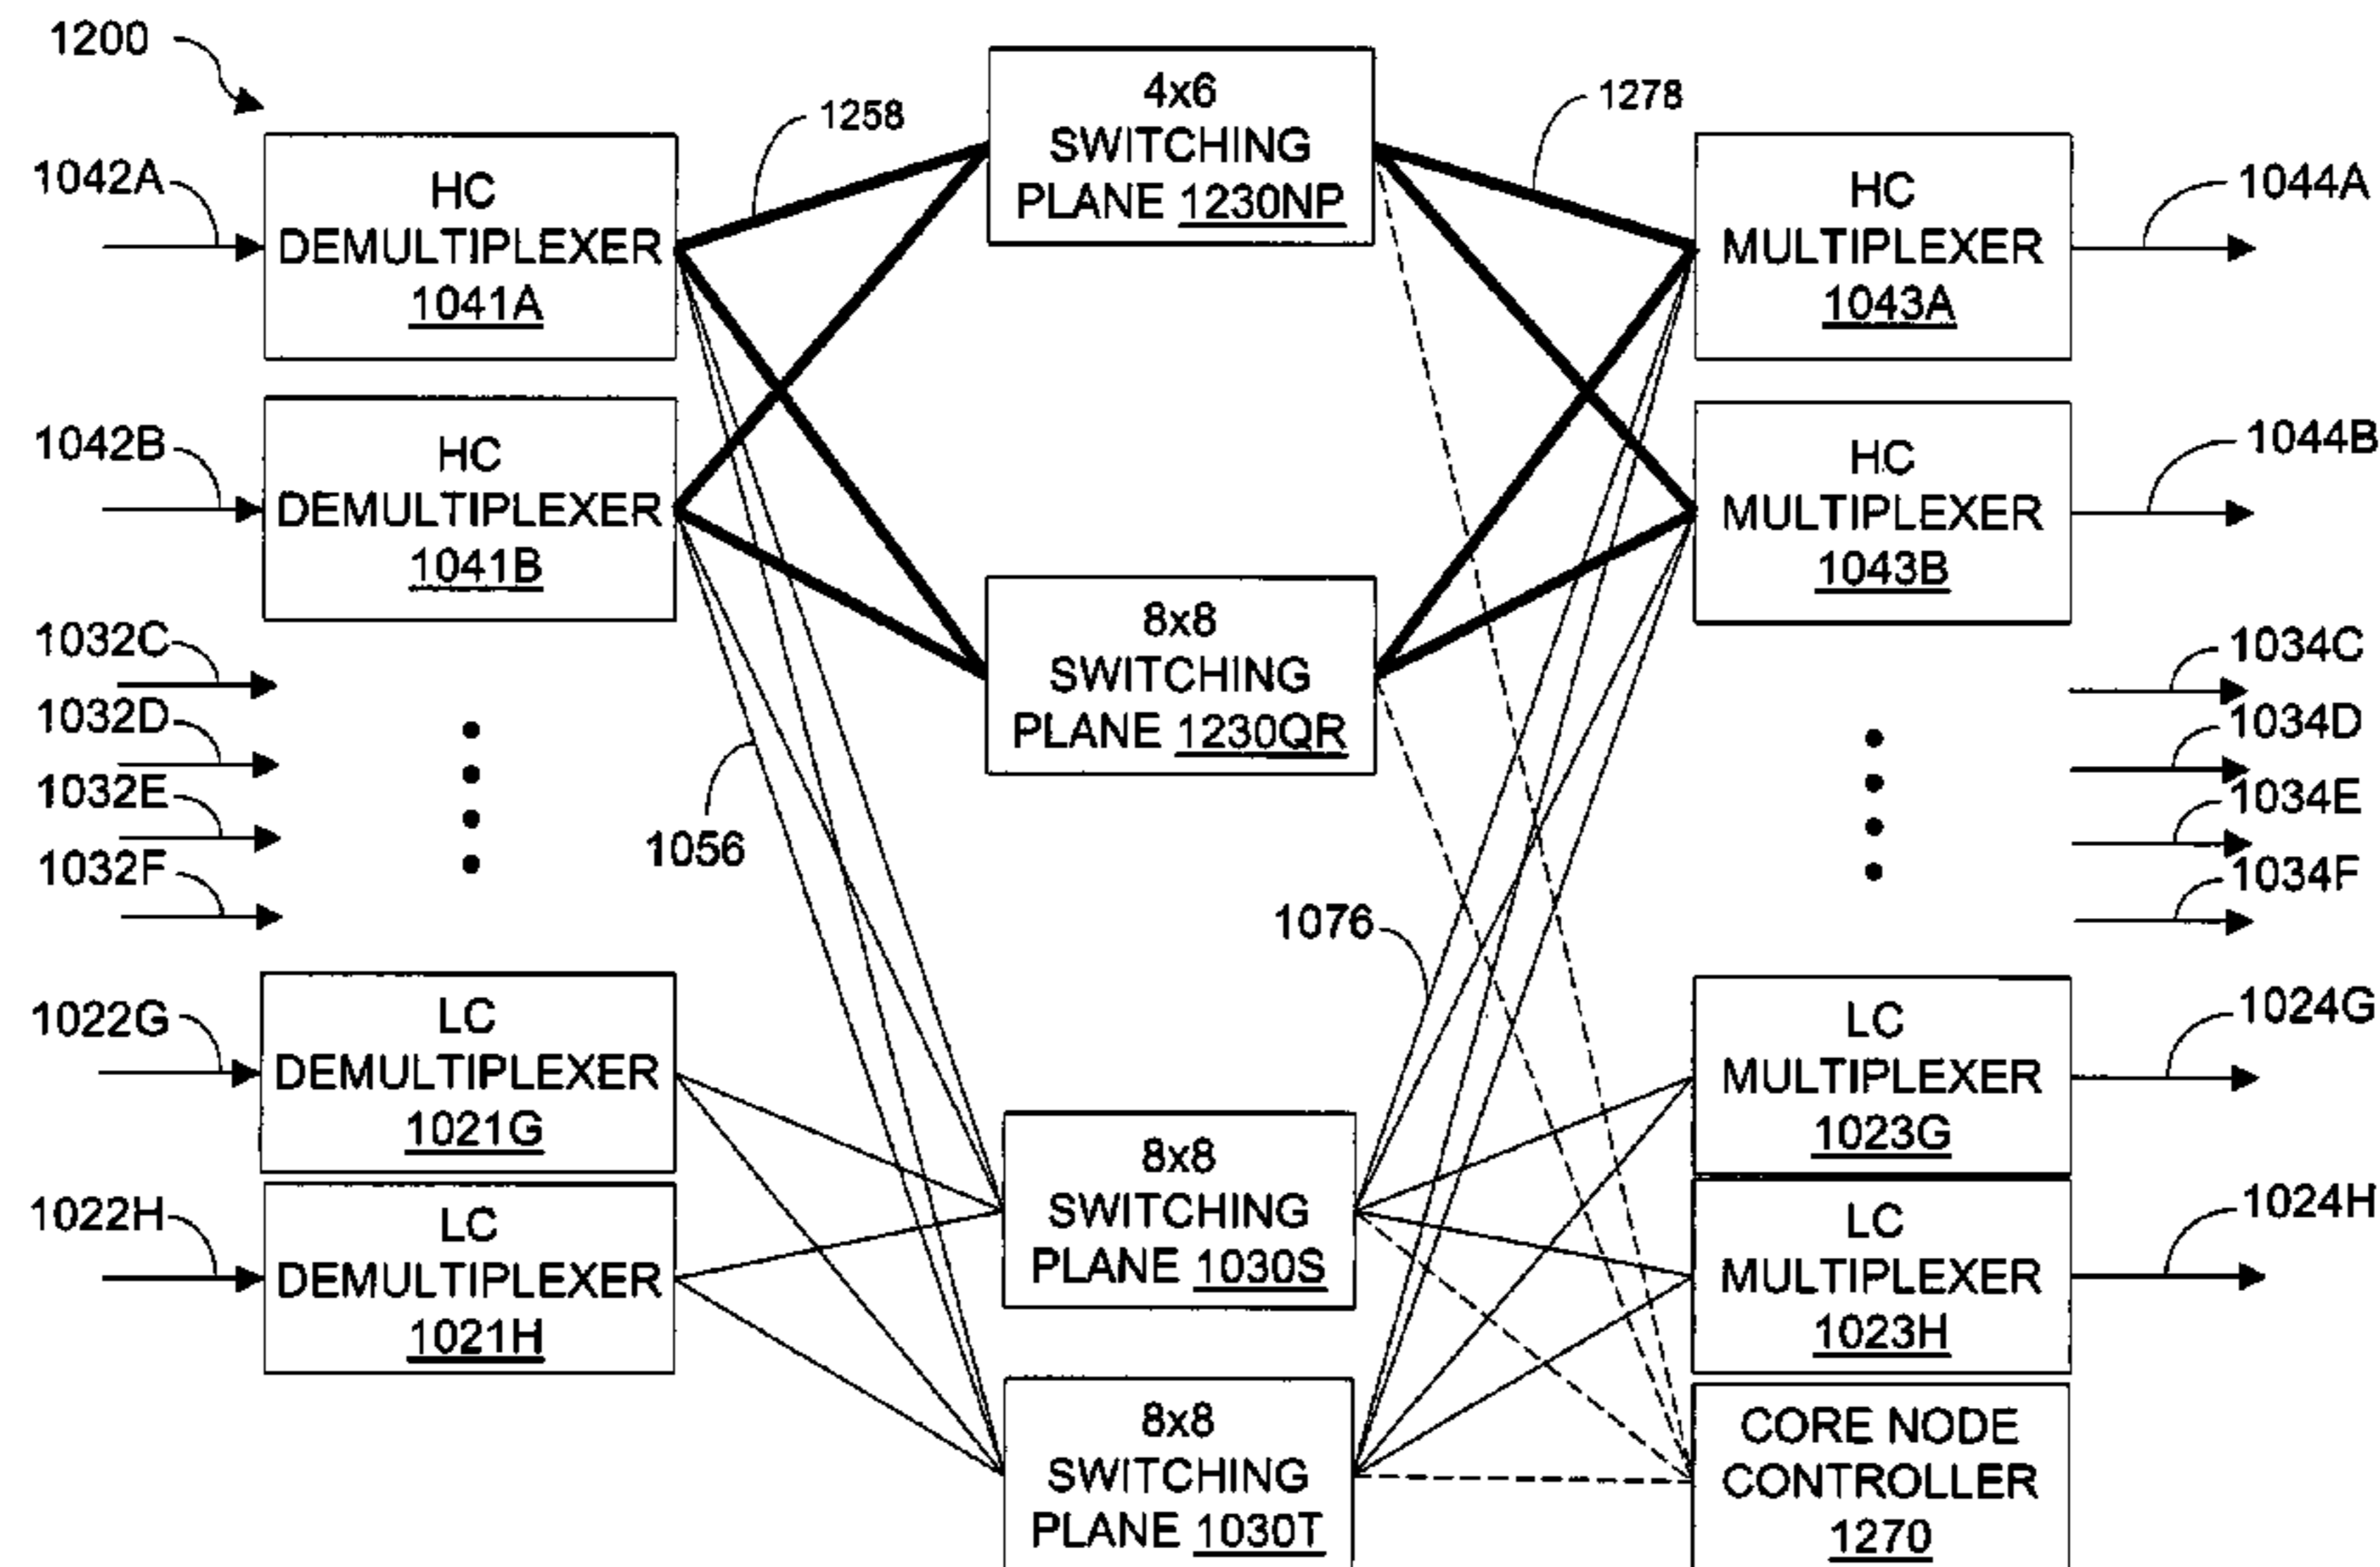 1200
1042A
HC
DEMULTIPLEXER
1041A
1042B
HC
DEMULTIPLEXER
1041B
1032C
1032D
1032E
1032F
1022G
LC
DEMULTIPLEXER
1021G
1022H
LC
DEMULTIPLEXER
1021H
1258
1056
4x6
SWITCHING
PLANE 1230NP
8x8
SWITCHING
PLANE 1230QR
8x8
SWITCHING
PLANE 1030S
8x8
SWITCHING
PLANE 1030T
1278
1076
HC
MULTIPLEXER
1043A
1044A
HC
MULTIPLEXER
1043B
1044B
1034C
1034D
1034E
1034F
LC
MULTIPLEXER
1023G
1024G
LC
MULTIPLEXER
1023H
1024H
CORE NODE
CONTROLLER
1270